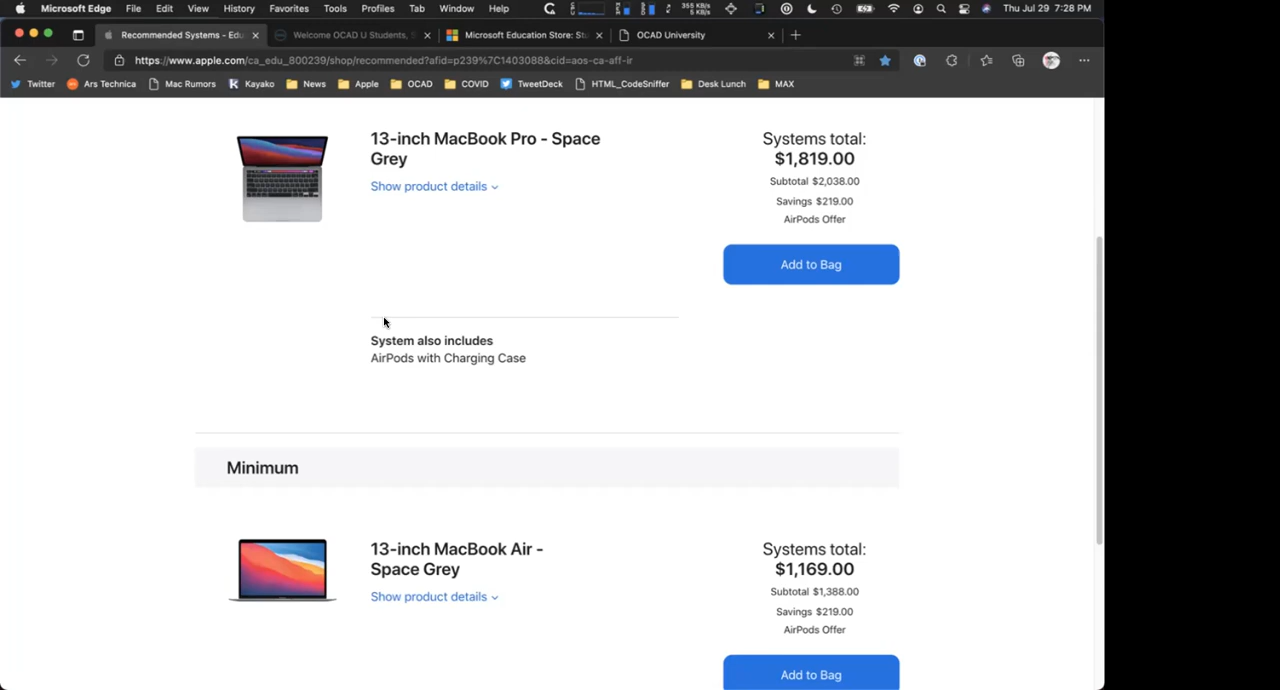 Microsoft Edge File Edit View History Favorites Tools Profiles Tab Window Help 355 KB/s 5 KB/s Thu Jul 29 7:28 PM
Recommended Systems - Edu Welcome OCAD U Students, S Microsoft Education Store: Stu OCAD University
https://www.apple.com/ca_edu_800239/shop/recommended?afid=p239%7C1403088&cid=aos-ca-aff-ir
Twitter Ars Technica Mac Rumors Kayako News Apple OCAD COVID TweetDeck HTML_CodeSniffer Desk Lunch MAX
13-inch MacBook Pro - Space
Grey
Show product details
Systems total:
$1,819.00
Subtotal $2,038.00
Savings $219.00
AirPods Offer
Add to Bag
System also includes
AirPods with Charging Case
Minimum
13-inch MacBook Air -
Space Grey
Show product details
Systems total:
$1,169.00
Subtotal $1,388.00
Savings $219.00
AirPods Offer
Add to Bag